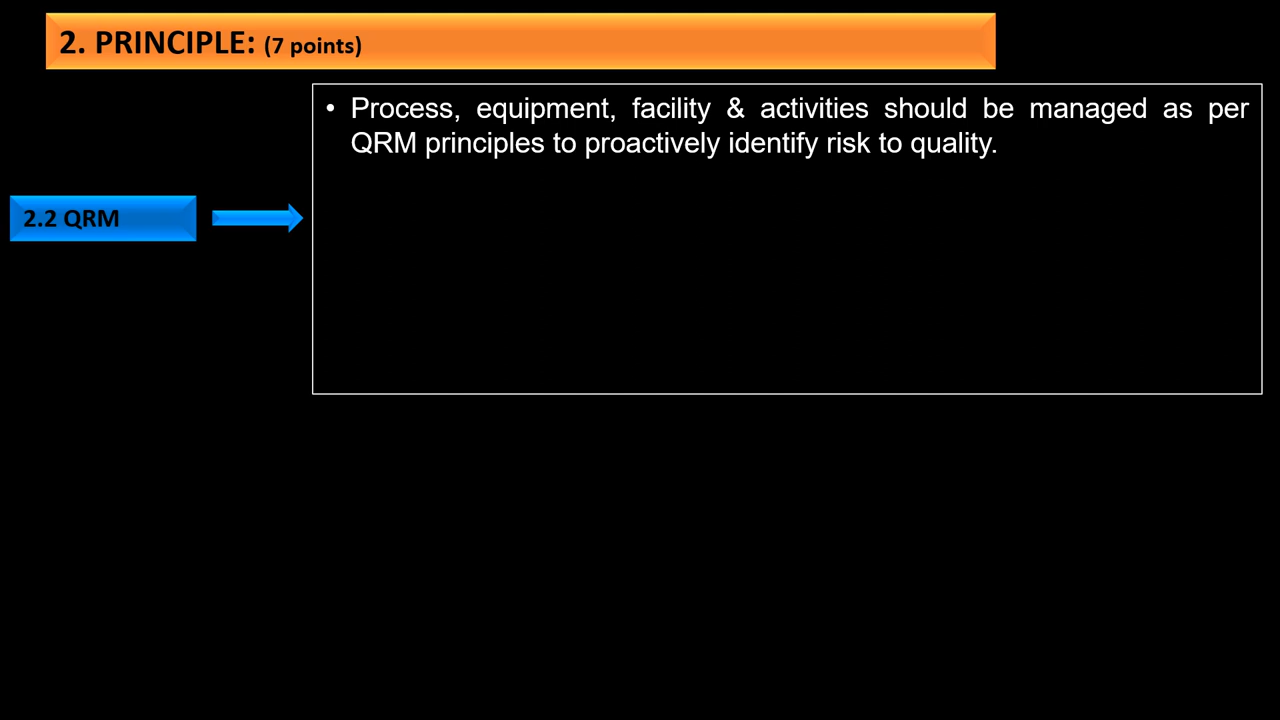 2. PRINCIPLE: (7 points)
• Process, equipment, facility & activities should be managed as per
QRM principles to proactively identify risk to quality.
2.2 QRM